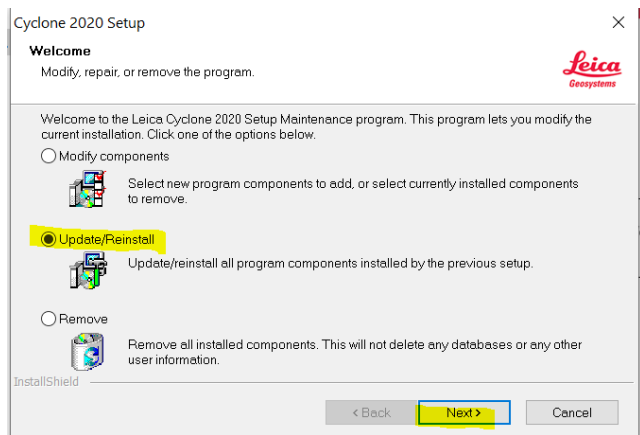 Cyclone 2020 Setup
Welcome
Modify, repair, or remove the program.
Leica
Geosystems
Welcome to the Leica Cyclone 2020 Setup Maintenance program. This program lets you modify the
current installation. Click one of the options below.
Modify components
Select new program components to add, or select currently installed components
to remove.
Update/Reinstall
Update/reinstall all program components installed by the previous setup.
Remove
Remove all installed components. This will not delete any databases or any other
user information.
InstallShield
< Back Next > Cancel